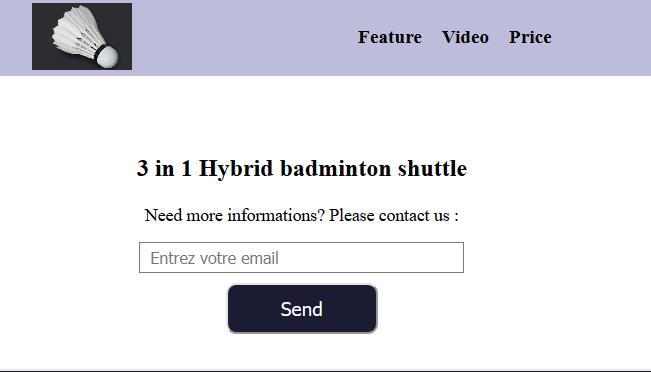 Feature Video Price
3 in 1 Hybrid badminton shuttle
Need more informations? Please contact us :
Entrez votre email
Send